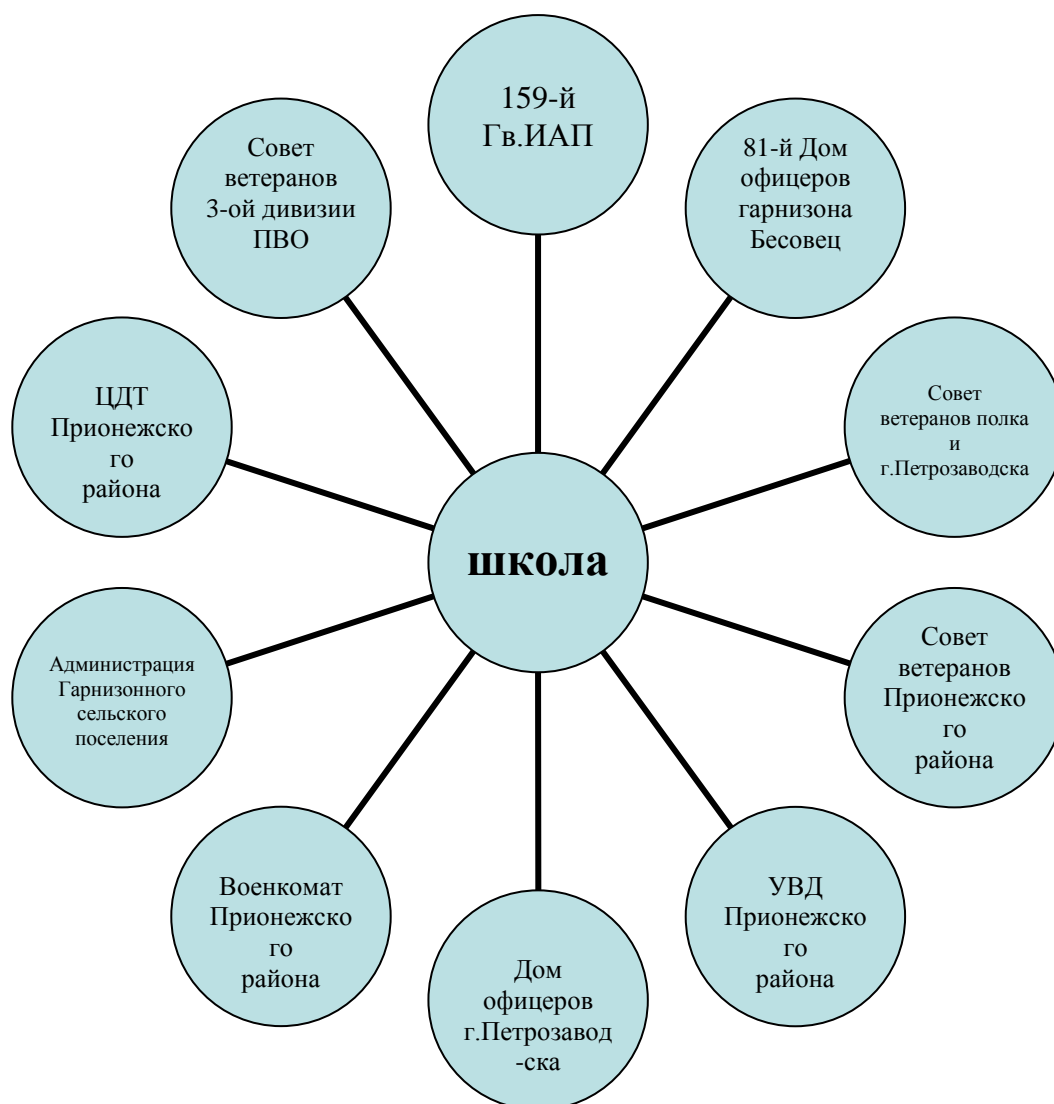 159-й
Гв.ИАП
81-й Дом
офицеров
гарнизона
Бесовец
Совет
ветеранов полка
и
г.Петрозаводска
Совет
ветеранов
Прионежско
го
района
УВД
Прионежско
го
района
Дом
офицеров
г.Петрозавод
-ска
Военкомат
Прионежско
го
района
Администрация
Гарнизонного
сельского
поселения
ЦДТ
Прионежско
го
района
Совет
ветеранов
3-ой дивизии
ПВО
школа